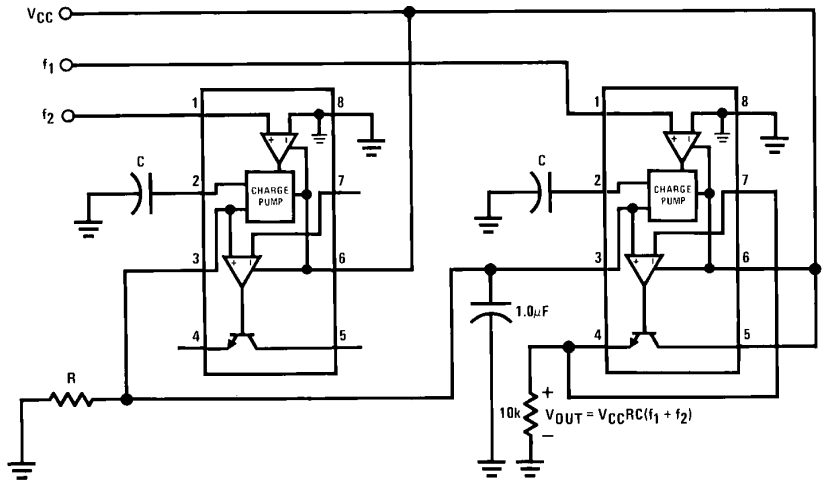 VCC
f1
f2
1
8
+ −
C
2
CHARGE
PUMP
7
3
+ −
6
4
5
R
1
8
+ −
C
2
CHARGE
PUMP
7
3
+ −
6
1.0μF
4
5
10k
+
VOUT = VCCRC(f1 + f2)
−